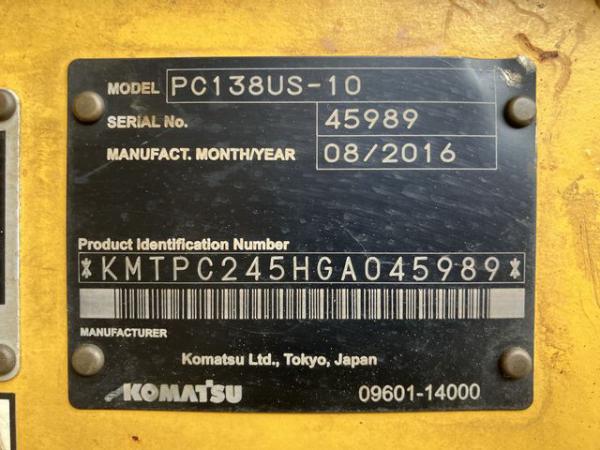 MODEL PC138US-10
SERIAL No. 45989
MANUFACT. MONTH/YEAR 08/2016
Product Identification Number
*KMTPC245HGA045989*
MANUFACTURER
Komatsu Ltd., Tokyo, Japan
KOMATSU 09601-14000